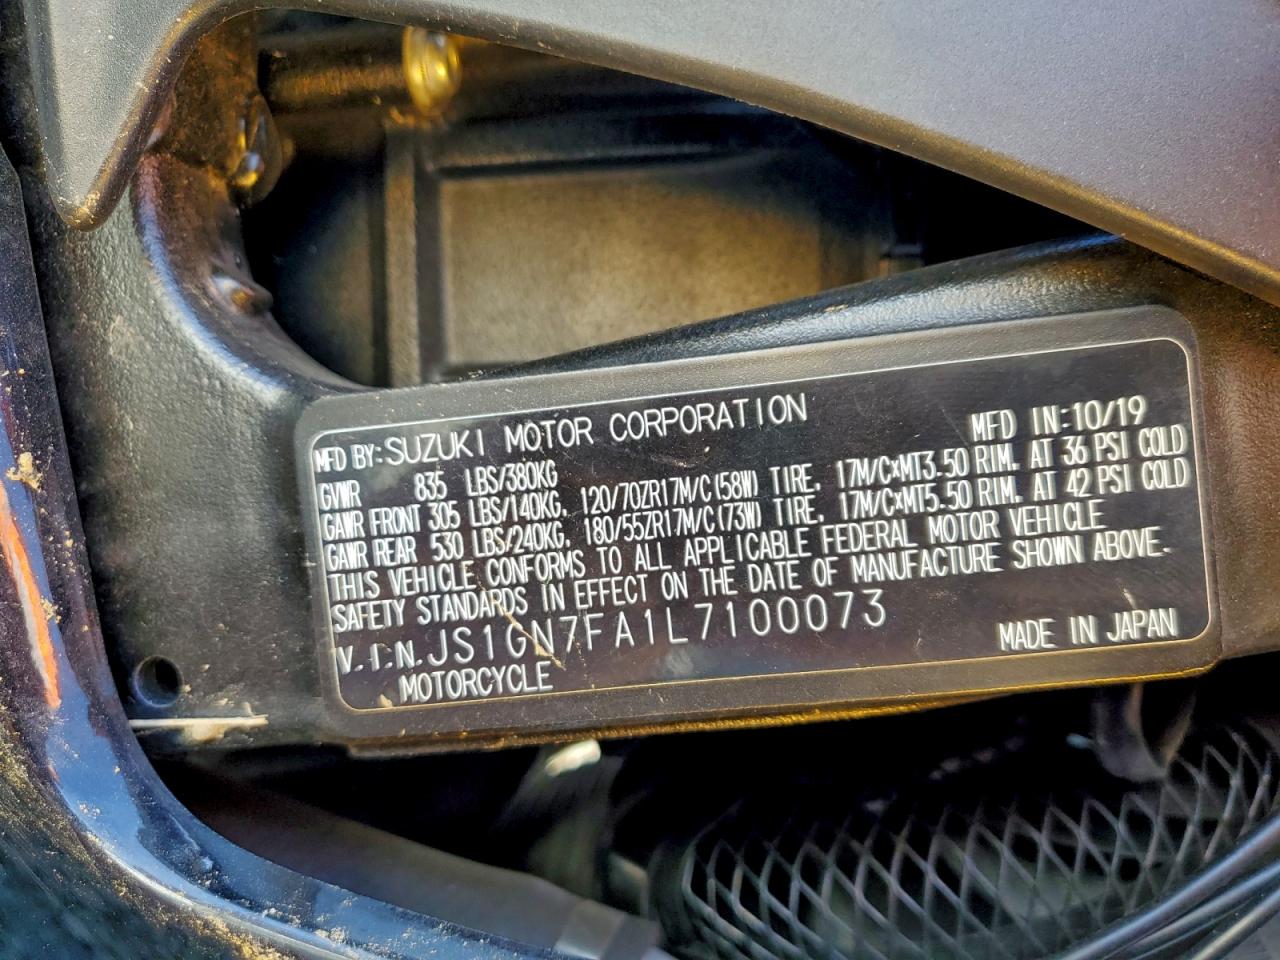 MFD BY: SUZUKI MOTOR CORPORATION MFD IN: 10/19
GVWR 835 LBS/380KG
GAWR FRONT 305 LBS/140KG, 120/70ZR17M/C(58W) TIRE, 17M/C×MT3.50 RIM. AT 36 PSI COLD
GAWR REAR 530 LBS/240KG, 180/55ZR17M/C(73W) TIRE, 17M/C×MT5.50 RIM. AT 42 PSI COLD
THIS VEHICLE CONFORMS TO ALL APPLICABLE FEDERAL MOTOR VEHICLE
SAFETY STANDARDS IN EFFECT ON THE DATE OF MANUFACTURE SHOWN ABOVE.
V.I.N. JS1GN7FA1L7100073
MOTORCYCLE MADE IN JAPAN